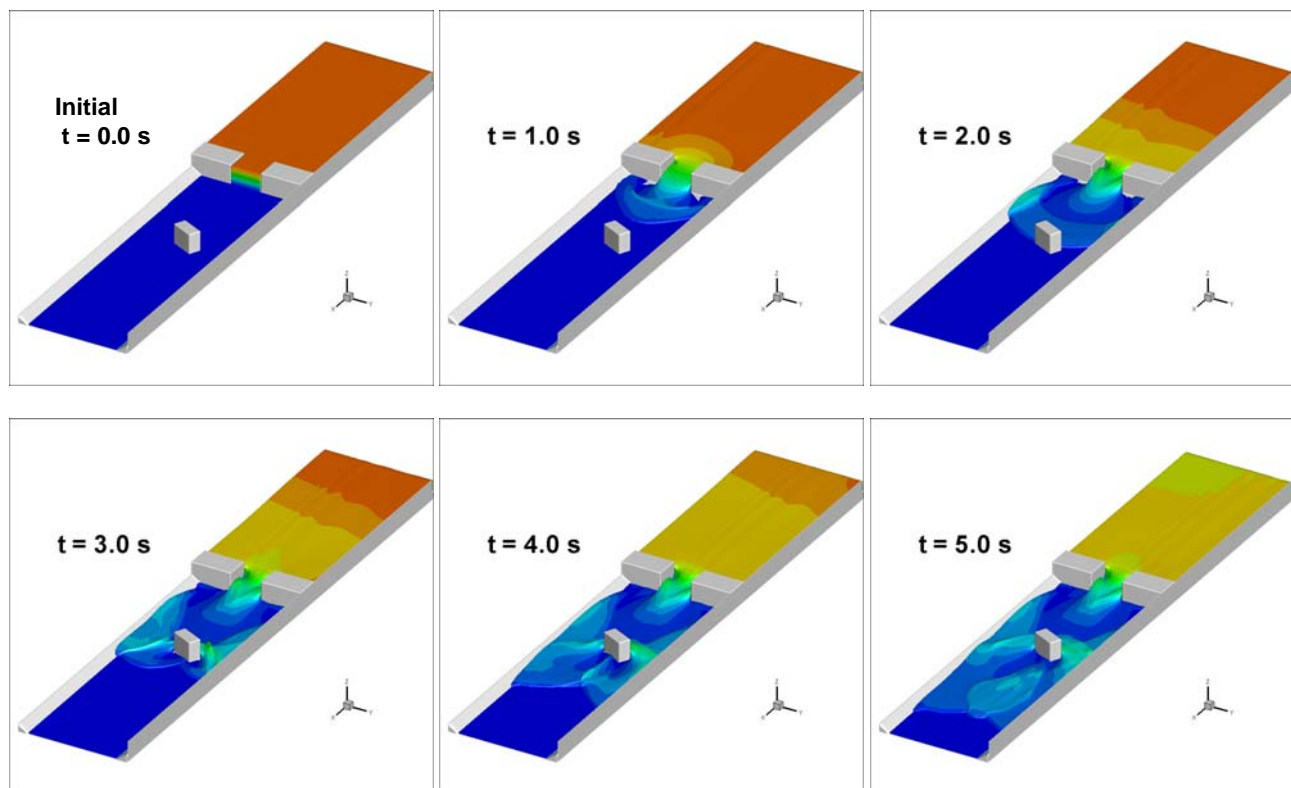 Initial
t = 0.0 s
t = 1.0 s
t = 2.0 s
Z
X
Y
Z
X
Y
Z
X
Y
t = 3.0 s
t = 4.0 s
t = 5.0 s
Z
X
Y
Z
X
Y
Z
X
Y